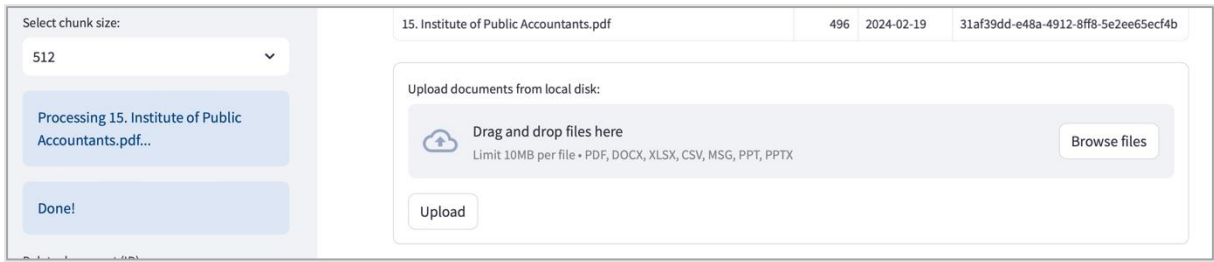 Select chunk size:
512
Processing 15. Institute of Public
Accountants.pdf...
Done!
15. Institute of Public Accountants.pdf 496 2024-02-19 31af39dd-e48a-4912-8ff8-5e2ee65ecf4b
Upload documents from local disk:
Drag and drop files here
Limit 10MB per file • PDF, DOCX, XLSX, CSV, MSG, PPT, PPTX
Browse files
Upload